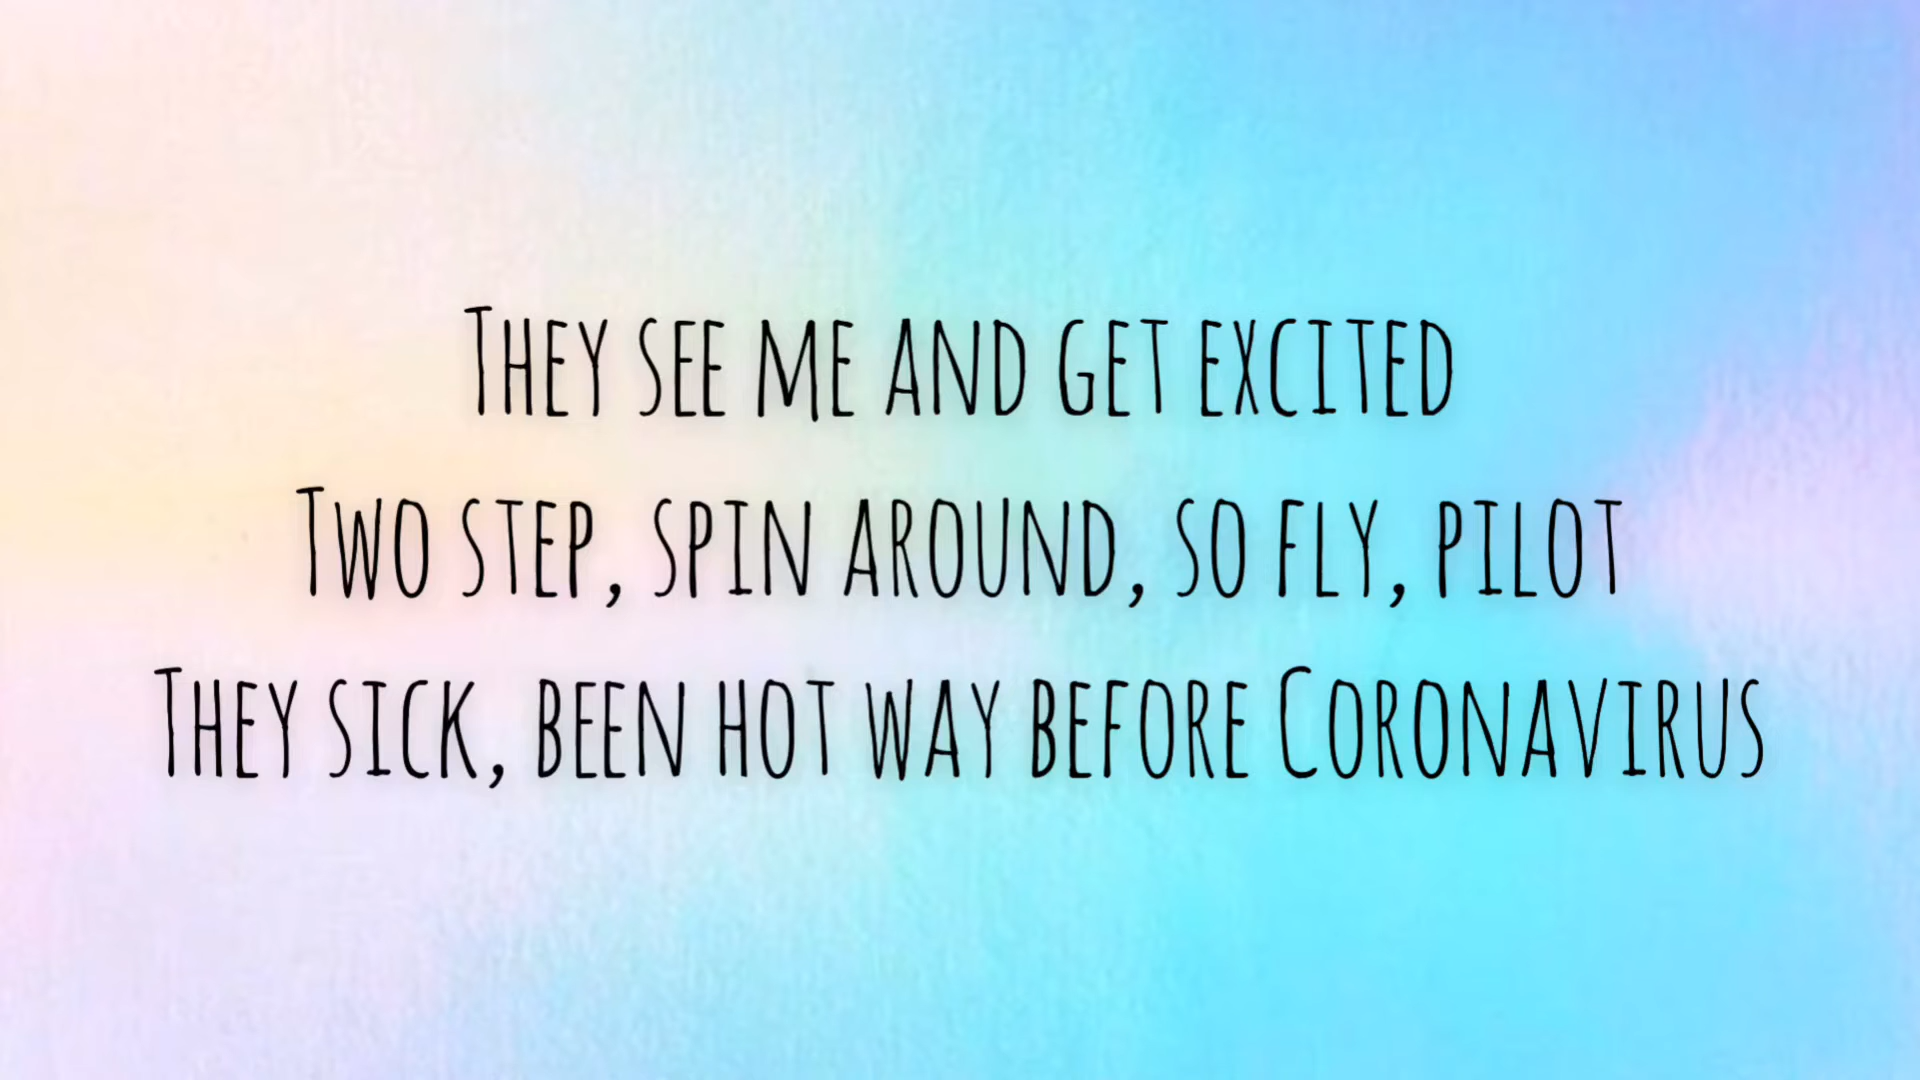 They see me and get excited
Two step, spin around, so fly, pilot
They sick, been hot way before Coronavirus